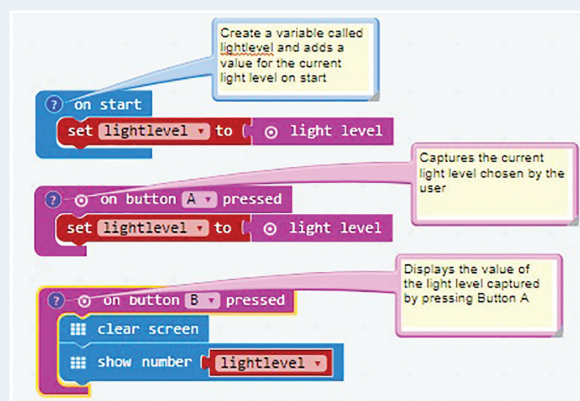 Create a variable called
lightlevel and adds a
value for the current
light level on start
? on start
set lightlevel to light level
Captures the current
light level chosen by the
user
? on button A pressed
set lightlevel to light level
Displays the value of
the light level captured
by pressing Button A
? on button B pressed
clear screen
show number lightlevel